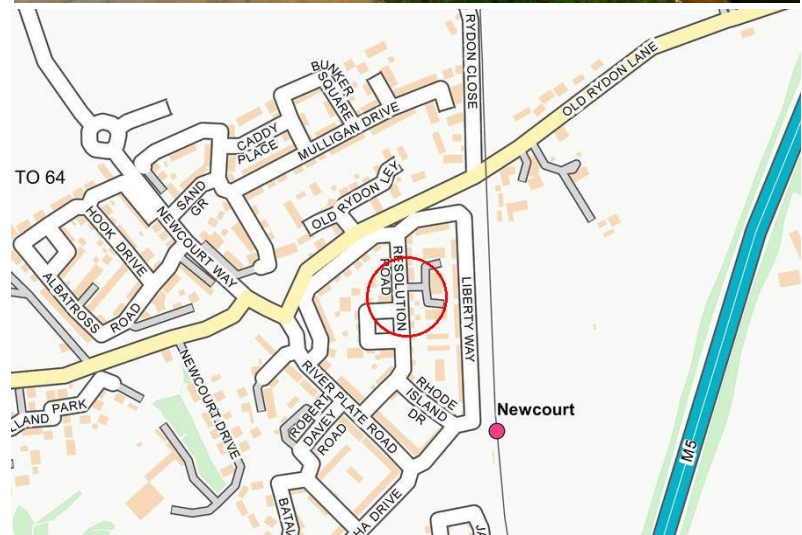 RYDON CLOSE
OLD RYDON LANE
BUNKER
SQUARE
CADDY
PLACE
MULLIGAN DRIVE
TO 64
SAND
GR
OLD RYDON LEY
HOOK DRIVE
NEWCOURT WAY
ALBATROSS
ROAD
RESOLUTION
ROAD
LIBERTY WAY
NEWCOURT DRIVE
RIVER PLATE ROAD
RHODE
ISLAND
DR
Newcourt
M5
LLAND PARK
ROBERT
DAVEY
ROAD
BATAV
HA DRIVE
JA